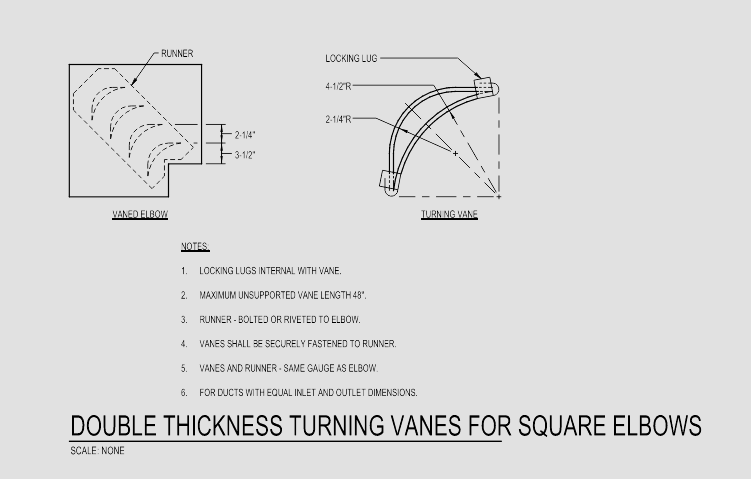 RUNNER
2-1/4"
3-1/2"
VANED ELBOW
LOCKING LUG
4-1/2"R
2-1/4"R
TURNING VANE
NOTES
1. LOCKING LUGS INTERNAL WITH VANE.
2. MAXIMUM UNSUPPORTED VANE LENGTH 48".
3. RUNNER - BOLTED OR RIVETED TO ELBOW.
4. VANES SHALL BE SECURELY FASTENED TO RUNNER.
5. VANES AND RUNNER - SAME GAUGE AS ELBOW.
6. FOR DUCTS WITH EQUAL INLET AND OUTLET DIMENSIONS.
DOUBLE THICKNESS TURNING VANES FOR SQUARE ELBOWS
SCALE: NONE